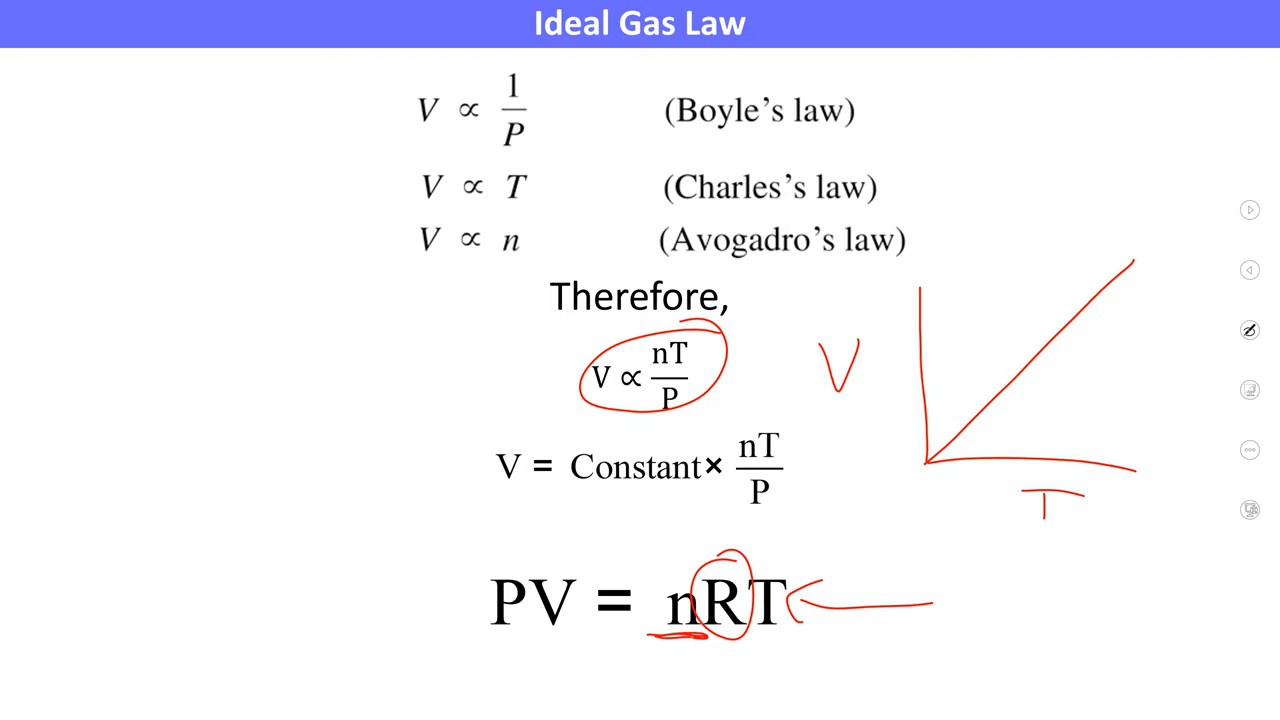 Ideal Gas Law
V ∝ 1/P (Boyle's law)
V ∝ T (Charles's law)
V ∝ n (Avogadro's law)
Therefore,
V ∝ nT/P
V = Constant × nT/P
PV = nRT
V
T